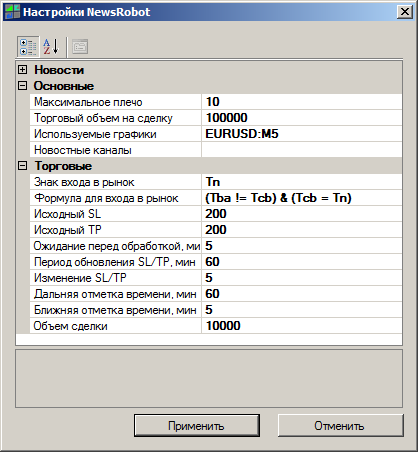 Настройки NewsRobot
Новости
Основные
Максимальное плечо 10
Торговый объем на сделку 100000
Используемые графики EURUSD:M5
Новостные каналы
Торговые
Знак входа в рынок Tn
Формула для входа в рынок (Tba != Tcb) & (Tcb = Tn)
Исходный SL 200
Исходный TP 200
Ожидание перед обработкой, ми 5
Период обновления SL/TP, мин 60
Изменение SL/TP 5
Дальняя отметка времени, мин 60
Ближняя отметка времени, мин 5
Объем сделки 10000
Применить Отменить